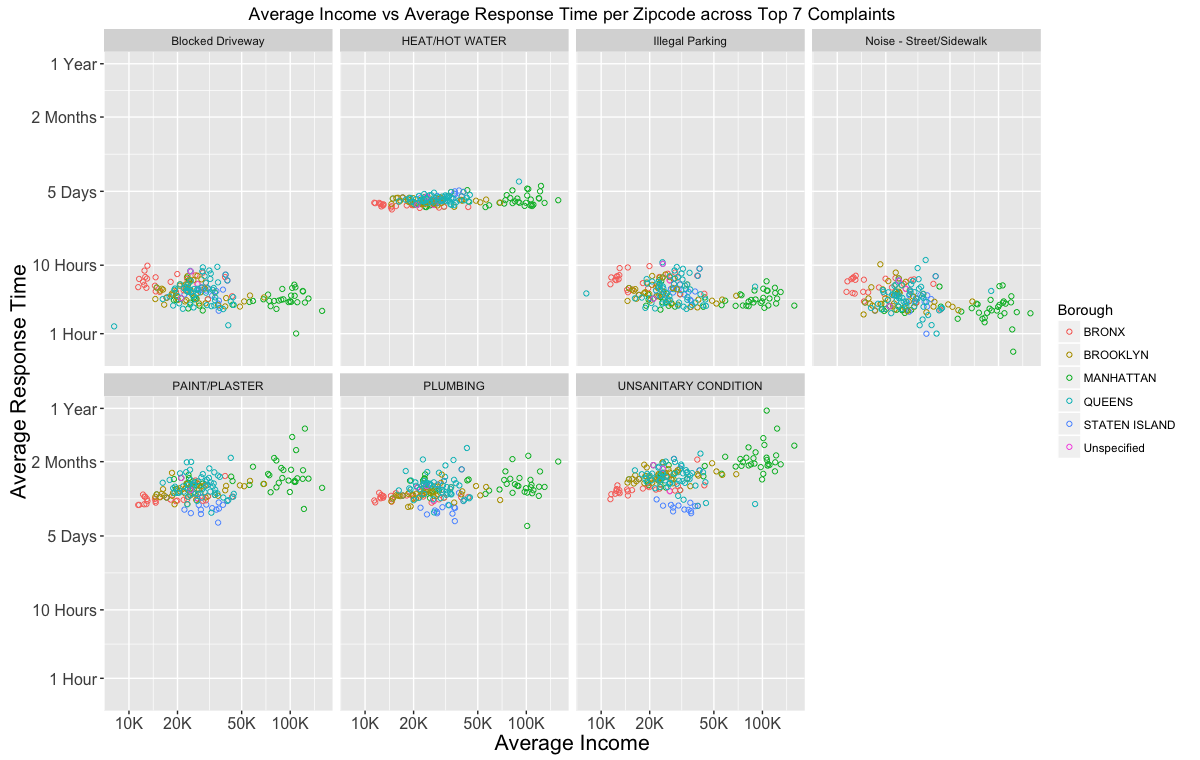 Average Income vs Average Response Time per Zipcode across Top 7 Complaints
Blocked Driveway
HEAT/HOT WATER
Illegal Parking
Noise - Street/Sidewalk
1 Year
2 Months
5 Days
10 Hours
1 Hour
PAINT/PLASTER
PLUMBING
UNSANITARY CONDITION
1 Year
2 Months
5 Days
10 Hours
1 Hour
10K 20K 50K 100K
10K 20K 50K 100K
10K 20K 50K 100K
Average Income
Average Response Time
Borough
BRONX
BROOKLYN
MANHATTAN
QUEENS
STATEN ISLAND
Unspecified